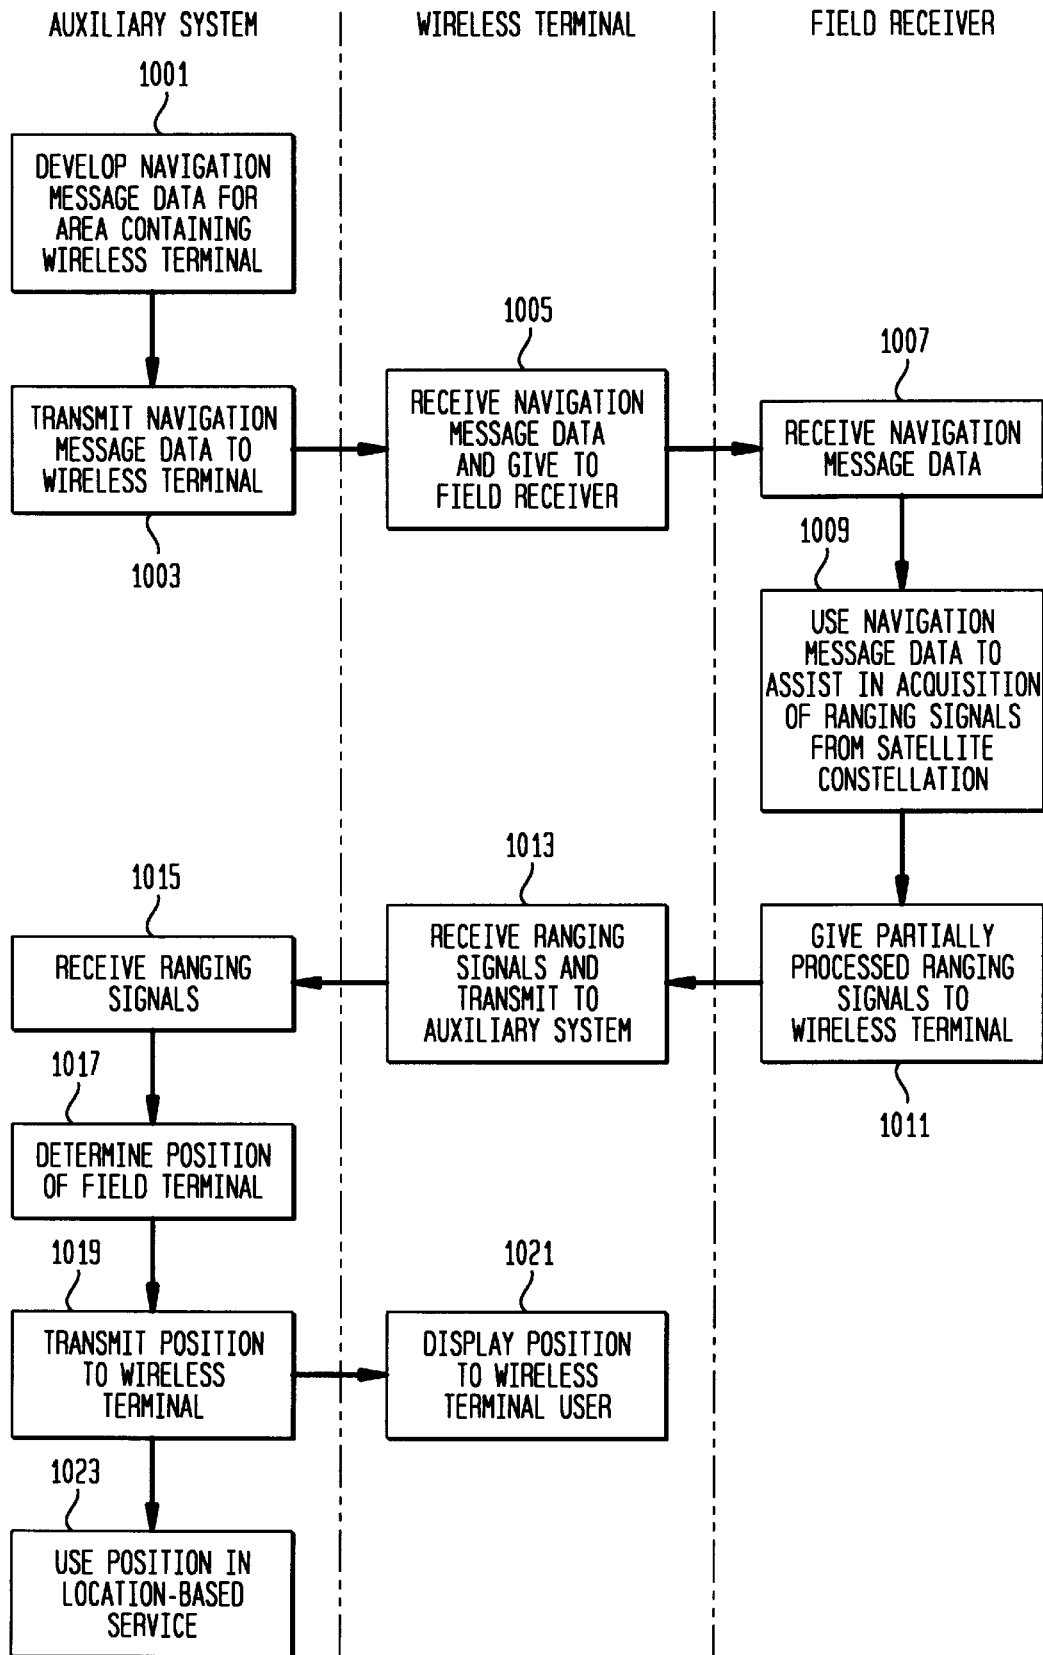 AUXILIARY SYSTEM
WIRELESS TERMINAL
FIELD RECEIVER
1001
DEVELOP NAVIGATION
MESSAGE DATA FOR
AREA CONTAINING
WIRELESS TERMINAL
TRANSMIT NAVIGATION
MESSAGE DATA TO
WIRELESS TERMINAL
1003
1005
RECEIVE NAVIGATION
MESSAGE DATA
AND GIVE TO
FIELD RECEIVER
1007
RECEIVE NAVIGATION
MESSAGE DATA
1009
USE NAVIGATION
MESSAGE DATA TO
ASSIST IN ACQUISITION
OF RANGING SIGNALS
FROM SATELLITE
CONSTELLATION
GIVE PARTIALLY
PROCESSED RANGING
SIGNALS TO
WIRELESS TERMINAL
1011
1013
RECEIVE RANGING
SIGNALS AND
TRANSMIT TO
AUXILIARY SYSTEM
1015
RECEIVE RANGING
SIGNALS
1017
DETERMINE POSITION
OF FIELD TERMINAL
1019
TRANSMIT POSITION
TO WIRELESS
TERMINAL
1021
DISPLAY POSITION
TO WIRELESS
TERMINAL USER
1023
USE POSITION IN
LOCATION-BASED
SERVICE